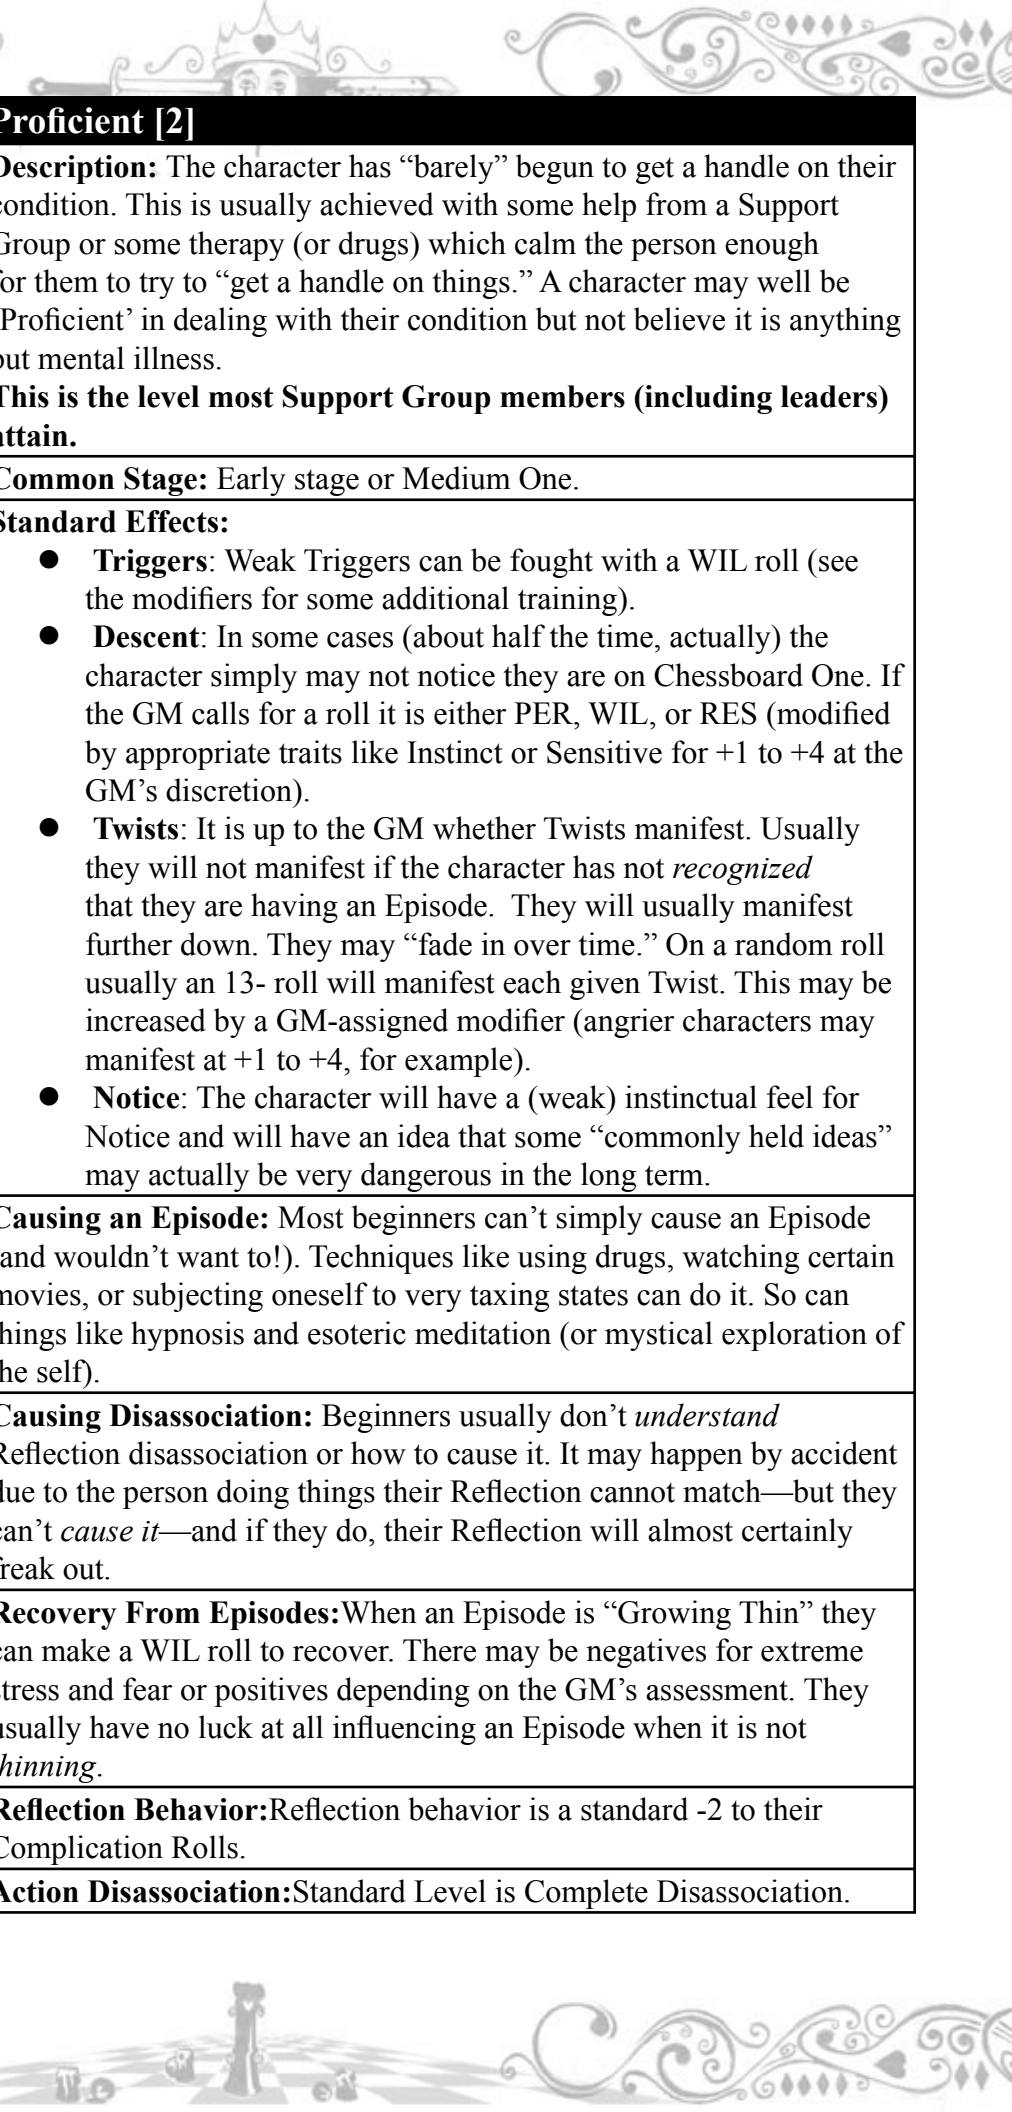 Proficient [2]
Description: The character has “barely” begun to get a handle on their
condition. This is usually achieved with some help from a Support
Group or some therapy (or drugs) which calm the person enough
for them to try to “get a handle on things.” A character may well be
‘Proficient’ in dealing with their condition but not believe it is anything
but mental illness.
This is the level most Support Group members (including leaders)
attain.
Common Stage: Early stage or Medium One.
Standard Effects:
● Triggers: Weak Triggers can be fought with a WIL roll (see
the modifiers for some additional training).
● Descent: In some cases (about half the time, actually) the
character simply may not notice they are on Chessboard One. If
the GM calls for a roll it is either PER, WIL, or RES (modified
by appropriate traits like Instinct or Sensitive for +1 to +4 at the
GM’s discretion).
● Twists: It is up to the GM whether Twists manifest. Usually
they will not manifest if the character has not recognized
that they are having an Episode.  They will usually manifest
further down. They may “fade in over time.” On a random roll
usually an 13- roll will manifest each given Twist. This may be
increased by a GM-assigned modifier (angrier characters may
manifest at +1 to +4, for example).
● Notice: The character will have a (weak) instinctual feel for
Notice and will have an idea that some “commonly held ideas”
may actually be very dangerous in the long term.
Causing an Episode: Most beginners can’t simply cause an Episode
(and wouldn’t want to!). Techniques like using drugs, watching certain
movies, or subjecting oneself to very taxing states can do it. So can
things like hypnosis and esoteric meditation (or mystical exploration of
the self).
Causing Disassociation: Beginners usually don’t understand
Reflection disassociation or how to cause it. It may happen by accident
due to the person doing things their Reflection cannot match—but they
can’t cause it—and if they do, their Reflection will almost certainly
freak out.
Recovery From Episodes:When an Episode is “Growing Thin” they
can make a WIL roll to recover. There may be negatives for extreme
stress and fear or positives depending on the GM’s assessment. They
usually have no luck at all influencing an Episode when it is not
thinning.
Reflection Behavior:Reflection behavior is a standard -2 to their
Complication Rolls.
Action Disassociation:Standard Level is Complete Disassociation.